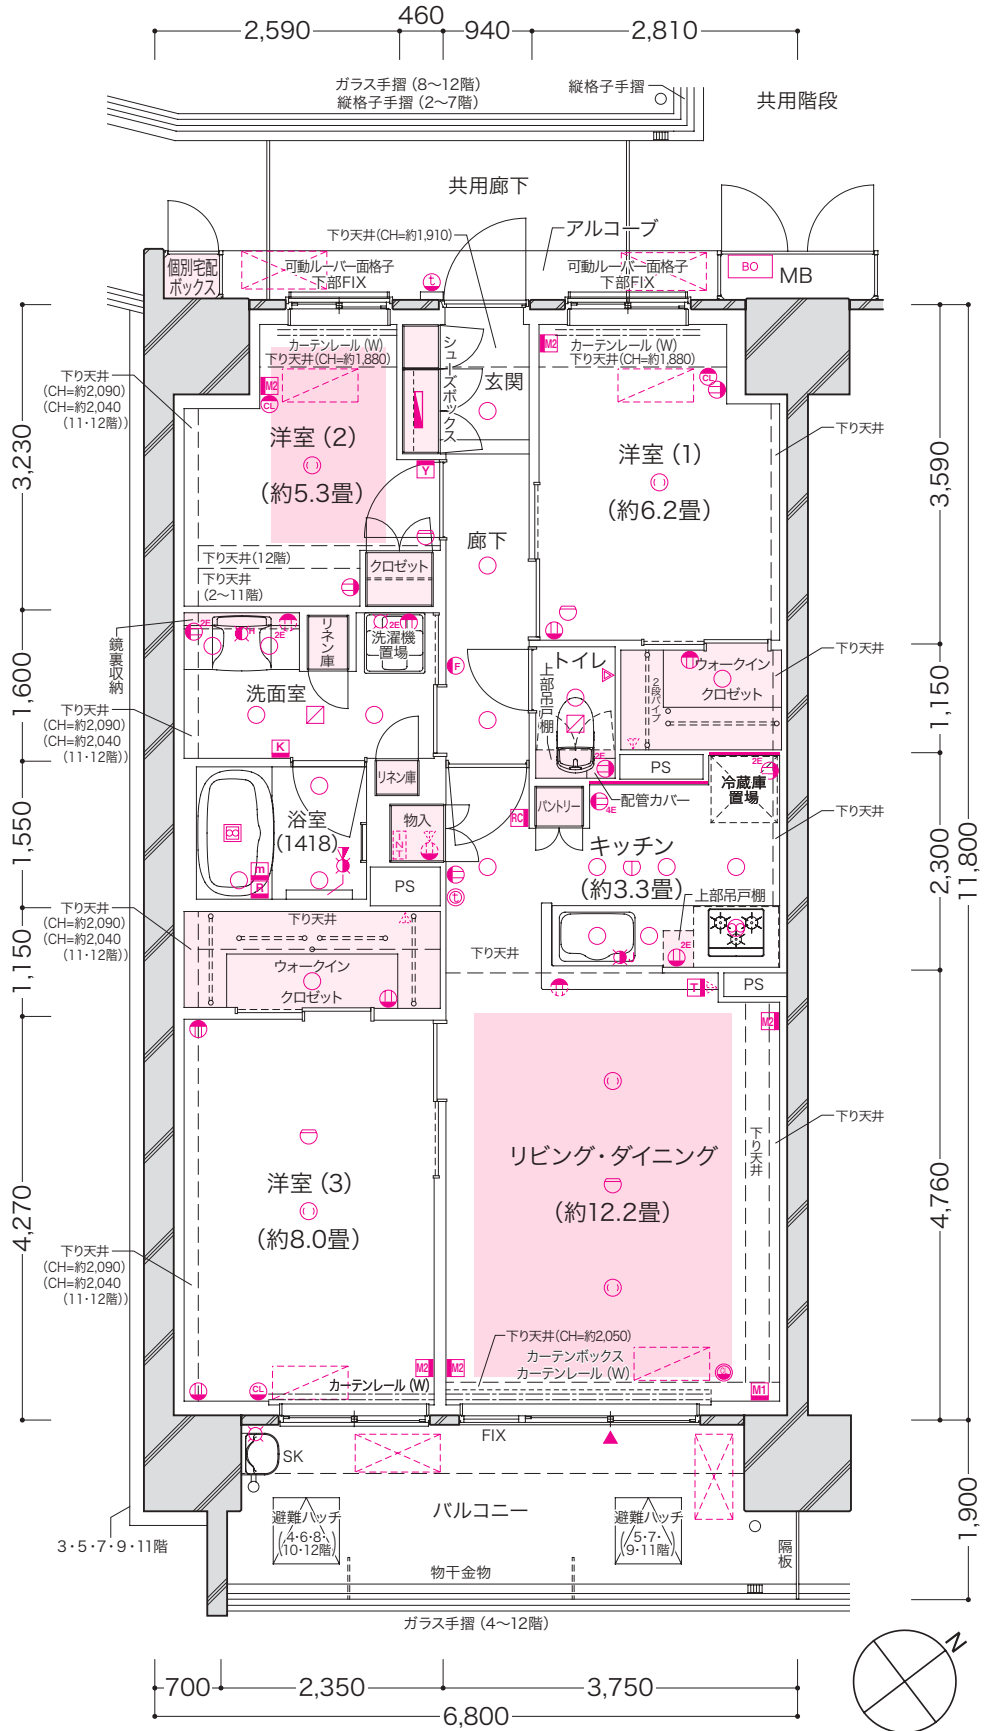 460
2,590
940
2,810
ガラス手摺 (8〜12階)
縦格子手摺 (2〜7階)
縦格子手摺
共用階段
共用廊下
下り天井(CH=約1,910)
アルコーブ
個別宅配
ボックス
可動ルーバー面格子
下部FIX
可動ルーバー面格子
下部FIX
BO
MB
カーテンレール (W)
下り天井(CH=約1,880)
シューズボックス
玄関
M2
カーテンレール (W)
下り天井(CH=約1,880)
下り天井
(CH=約2,090)
(CH=約2,040
(11・12階))
M2
CL
CL
下り天井
3,230
洋室 (2)
(約5.3畳)
Y
洋室 (1)
(約6.2畳)
3,590
廊下
下り天井(12階)
下り天井
(2〜11階)
クロゼット
鏡裏収納
2E
H
2E
リネン庫
2E
洗濯機
置場
F
トイレ
上部吊戸棚
2段パイプ
ウォークイン
クロゼット
下り天井
1,600
洗面室
1,150
下り天井
(CH=約2,090)
(CH=約2,040
(11・12階))
K
2E
PS
2E
冷蔵庫
置場
リネン庫
配管カバー
4E
パントリー
RC
下り天井
1,550
浴室
(1418)
物入
INT
キッチン
(約3.3畳)
2,300
11,800
m
R
PS
t
上部吊戸棚
2E
下り天井
(CH=約2,090)
(CH=約2,040
(11・12階))
下り天井
下り天井
1,150
ウォークイン
クロゼット
T
PS
M2
下り天井
下り天井
リビング・ダイニング
(約12.2畳)
洋室 (3)
(約8.0畳)
4,760
4,270
下り天井
(CH=約2,090)
(CH=約2,040
(11・12階))
下り天井(CH=約2,050)
カーテンボックス
カーテンレール (W)
M2
M2
CL
カーテンレール (W)
M1
FIX
SK
バルコニー
1,900
避難ハッチ
(4・6・8・
10・12階)
避難ハッチ
(5・7・
9・11階)
隔板
3・5・7・9・11階
物干金物
ガラス手摺 (4〜12階)
N
700
2,350
3,750
6,800